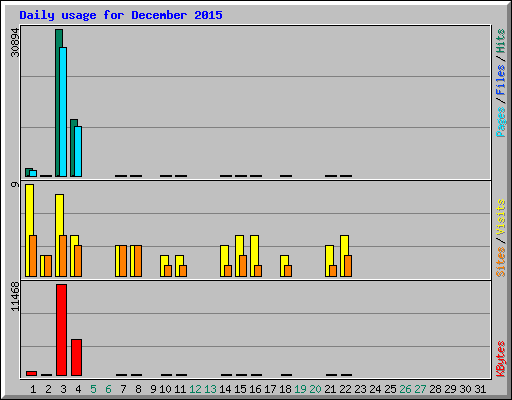 Daily usage for December 2015
30894
9
11468
Pages / Files / Hits
Sites / Visits
KBytes
1 2 3 4 5 6 7 8 9 10 11 12 13 14 15 16 17 18 19 20 21 22 23 24 25 26 27 28 29 30 31